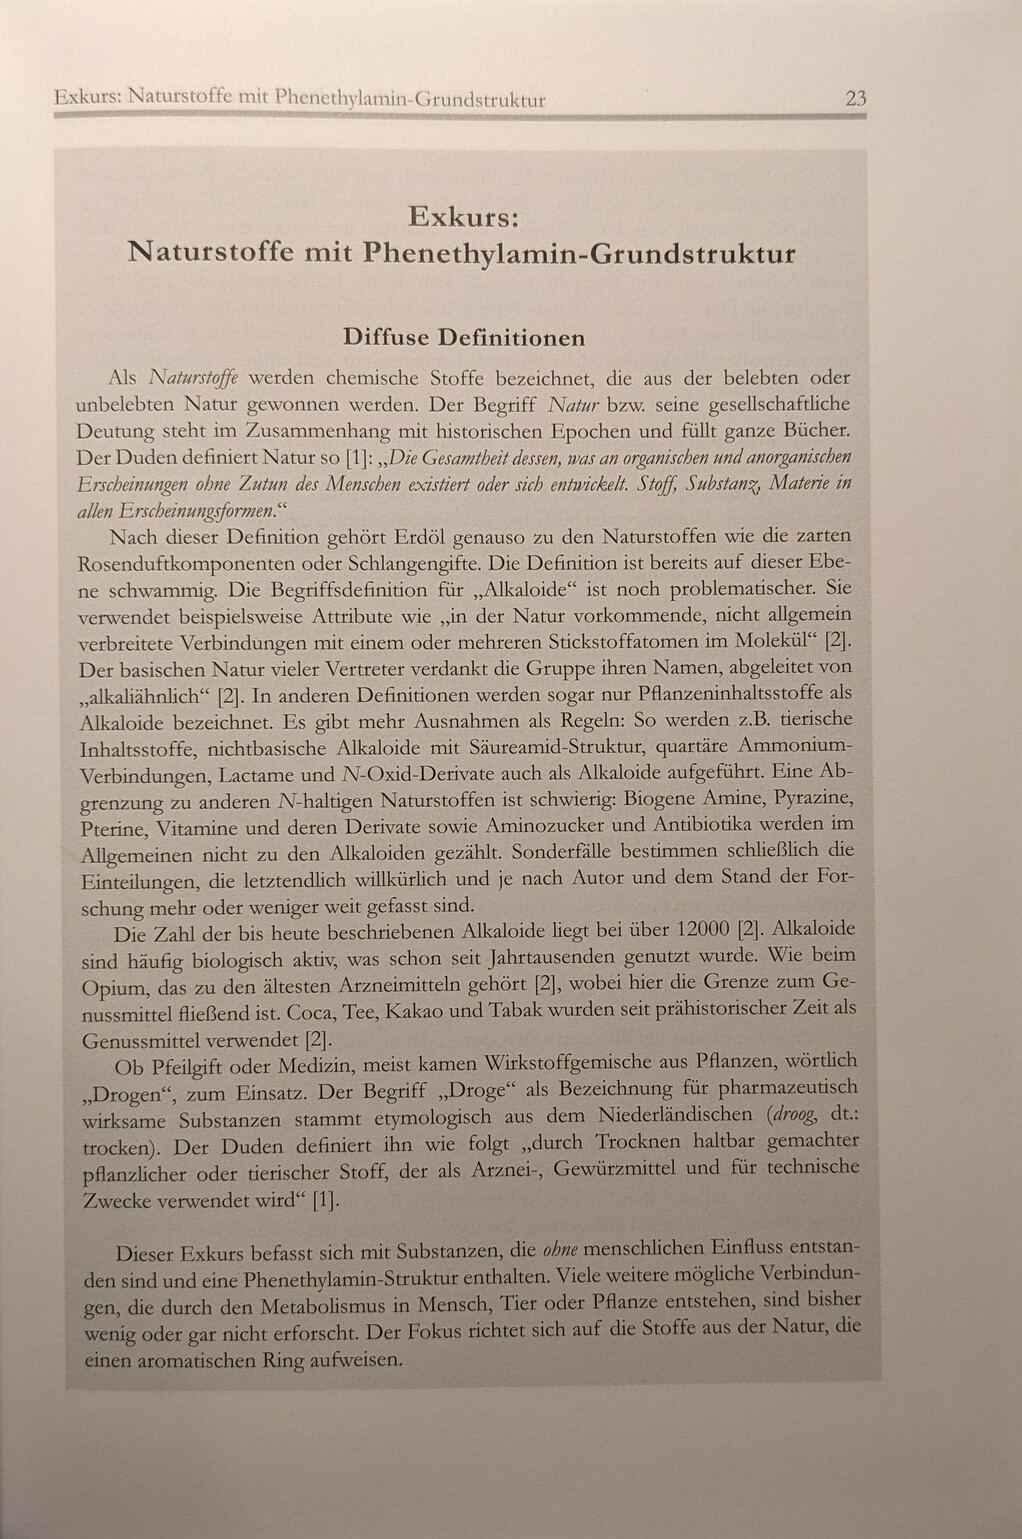 Exkurs: Naturstoffe mit Phenethylamin-Grundstruktur 23
Exkurs:
Naturstoffe mit Phenethylamin-Grundstruktur
Diffuse Definitionen
Als Naturstoffe werden chemische Stoffe bezeichnet, die aus der belebten oder
unbelebten Natur gewonnen werden. Der Begriff Natur bzw. seine gesellschaftliche
Deutung steht im Zusammenhang mit historischen Epochen und füllt ganze Bücher.
Der Duden definiert Natur so [1]: „Die Gesamtheit dessen, was an organischen und anorganischen
Erscheinungen ohne Zutun des Menschen existiert oder sich entwickelt. Stoff, Substanz, Materie in
allen Erscheinungsformen.“
Nach dieser Definition gehört Erdöl genauso zu den Naturstoffen wie die zarten
Rosenduftkomponenten oder Schlangengifte. Die Definition ist bereits auf dieser Ebe-
ne schwammig. Die Begriffsdefinition für „Alkaloide“ ist noch problematischer. Sie
verwendet beispielsweise Attribute wie „in der Natur vorkommende, nicht allgemein
verbreitete Verbindungen mit einem oder mehreren Stickstoffatomen im Molekül“ [2].
Der basischen Natur vieler Vertreter verdankt die Gruppe ihren Namen, abgeleitet von
„alkaliähnlich“ [2]. In anderen Definitionen werden sogar nur Pflanzeninhaltsstoffe als
Alkaloide bezeichnet. Es gibt mehr Ausnahmen als Regeln: So werden z.B. tierische
Inhaltsstoffe, nichtbasische Alkaloide mit Säureamid-Struktur, quartäre Ammonium-
Verbindungen, Lactame und N-Oxid-Derivate auch als Alkaloide aufgeführt. Eine Ab-
grenzung zu anderen N-haltigen Naturstoffen ist schwierig: Biogene Amine, Pyrazine,
Pterine, Vitamine und deren Derivate sowie Aminozucker und Antibiotika werden im
Allgemeinen nicht zu den Alkaloiden gezählt. Sonderfälle bestimmen schließlich die
Einteilungen, die letztendlich willkürlich und je nach Autor und dem Stand der For-
schung mehr oder weniger weit gefasst sind.
Die Zahl der bis heute beschriebenen Alkaloide liegt bei über 12000 [2]. Alkaloide
sind häufig biologisch aktiv, was schon seit Jahrtausenden genutzt wurde. Wie beim
Opium, das zu den ältesten Arzneimitteln gehört [2], wobei hier die Grenze zum Ge-
nussmittel fließend ist. Coca, Tee, Kakao und Tabak wurden seit prähistorischer Zeit als
Genussmittel verwendet [2].
Ob Pfeilgift oder Medizin, meist kamen Wirkstoffgemische aus Pflanzen, wörtlich
„Drogen“, zum Einsatz. Der Begriff „Droge“ als Bezeichnung für pharmazeutisch
wirksame Substanzen stammt etymologisch aus dem Niederländischen (droog, dt.:
trocken). Der Duden definiert ihn wie folgt „durch Trocknen haltbar gemachter
pflanzlicher oder tierischer Stoff, der als Arznei-, Gewürzmittel und für technische
Zwecke verwendet wird“ [1].
Dieser Exkurs befasst sich mit Substanzen, die ohne menschlichen Einfluss entstan-
den sind und eine Phenethylamin-Struktur enthalten. Viele weitere mögliche Verbindun-
gen, die durch den Metabolismus in Mensch, Tier oder Pflanze entstehen, sind bisher
wenig oder gar nicht erforscht. Der Fokus richtet sich auf die Stoffe aus der Natur, die
einen aromatischen Ring aufweisen.